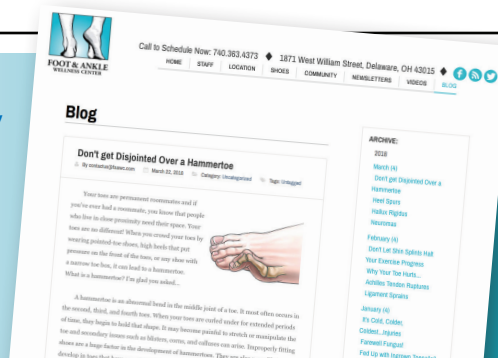 FOOT & ANKLE
WELLNESS CENTER
Call to Schedule Now: 740.363.4373 ◆ 1871 West William Street, Delaware, OH 43015 ◆
HOME STAFF LOCATION SHOES COMMUNITY NEWSLETTERS VIDEOS BLOG
Blog
Don't get Disjointed Over a Hammertoe
March 22, 2018 Category: Uncategorized Tag: Untagged
Your toes are permanent roommates and if
you've ever had a roommate, you know that people
who live in close proximity need their space. Your
toes are no different! When you crowd your toes by
wearing pointed-toe shoes, high heels that put
pressure on the front of the toes, or any shoe with
a narrow toe box, it can lead to a hammertoe.
What is a hammertoe? I'm glad you asked...
A hammertoe is an abnormal bend in the middle joint of a toe. It most often occurs in
the second, third, and fourth toes. When your toes are curled under for extended periods
of time, they begin to hold that shape. It may become painful to stretch or manipulate the
toe and secondary issues such as blisters, corns, and calluses can arise. Improperly fitting
shoes are a huge factor in the development of hammertoes. They are
develop in toes that
ARCHIVE:
2018
March (4)
Don't get Disjointed Over a
Hammertoe
Heel Spurs
Hallux Rigidus
Neuromas
February (4)
Don't Let Shin Splints Halt
Your Exercise Progress
Why Your Toe Hurts...
Achilles Tendon Ruptures
Ligament Sprains
January (4)
It's Cold, Colder,
Coldest...Injuries
Farewell Fungus!
Fed Up with Ingrown